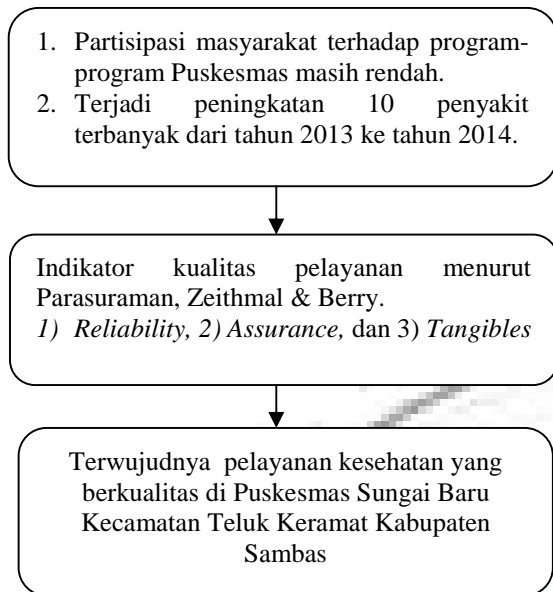 1. Partisipasi masyarakat terhadap program-
program Puskesmas masih rendah.
2. Terjadi peningkatan 10 penyakit
terbanyak dari tahun 2013 ke tahun 2014.
Indikator kualitas pelayanan menurut
Parasuraman, Zeithmal & Berry.
1) Reliability, 2) Assurance, dan 3) Tangibles
Terwujudnya pelayanan kesehatan yang
berkualitas di Puskesmas Sungai Baru
Kecamatan Teluk Keramat Kabupaten
Sambas